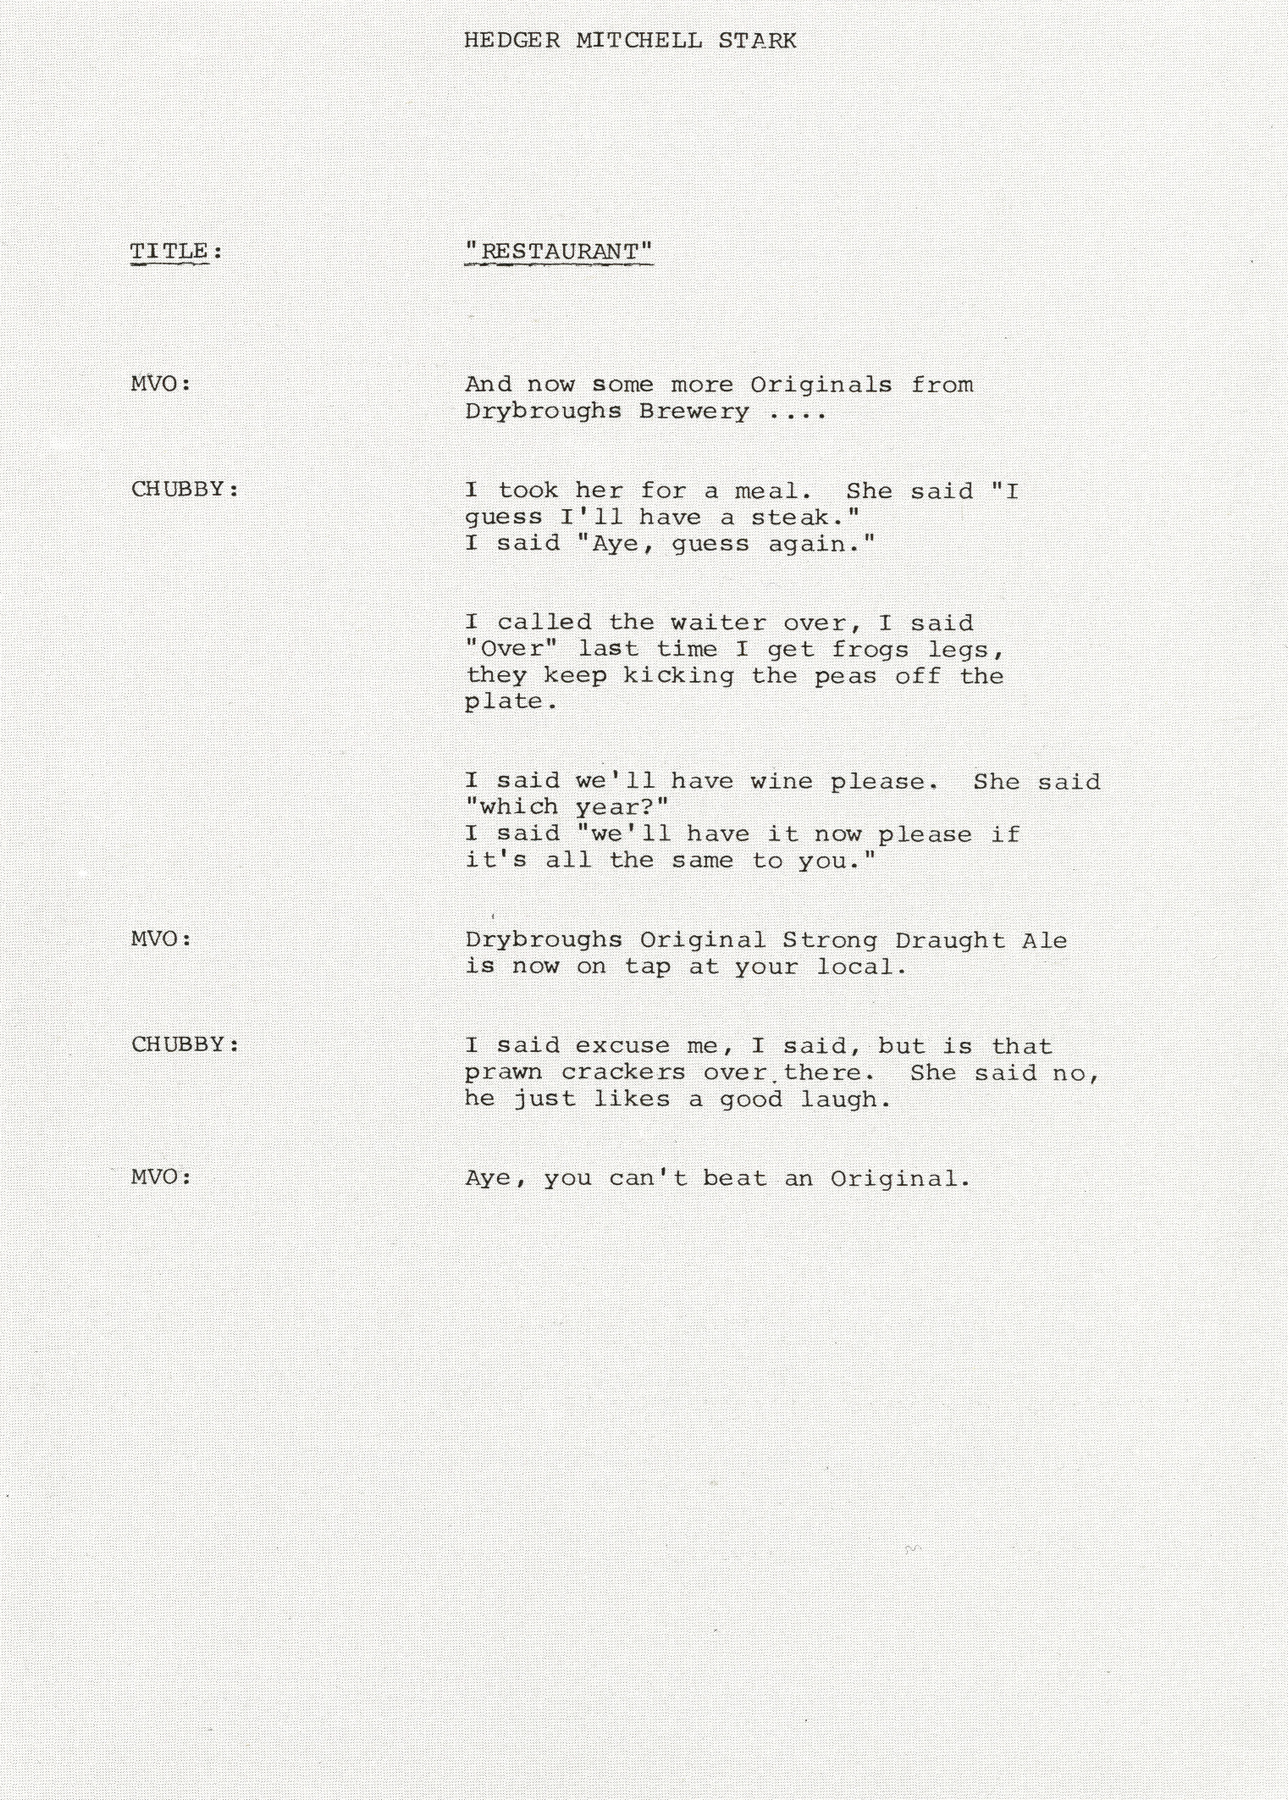 HEDGER MITCHELL STARK
TITLE: "RESTAURANT"
MVO: And now some more Originals from
Drybroughs Brewery ....
CHUBBY: I took her for a meal. She said "I
guess I'll have a steak."
I said "Aye, guess again."
I called the waiter over, I said
"Over" last time I get frogs legs,
they keep kicking the peas off the
plate.
I said we'll have wine please. She said
"which year?"
I said "we'll have it now please if
it's all the same to you."
MVO: Drybroughs Original Strong Draught Ale
is now on tap at your local.
CHUBBY: I said excuse me, I said, but is that
prawn crackers over there. She said no,
he just likes a good laugh.
MVO: Aye, you can't beat an Original.